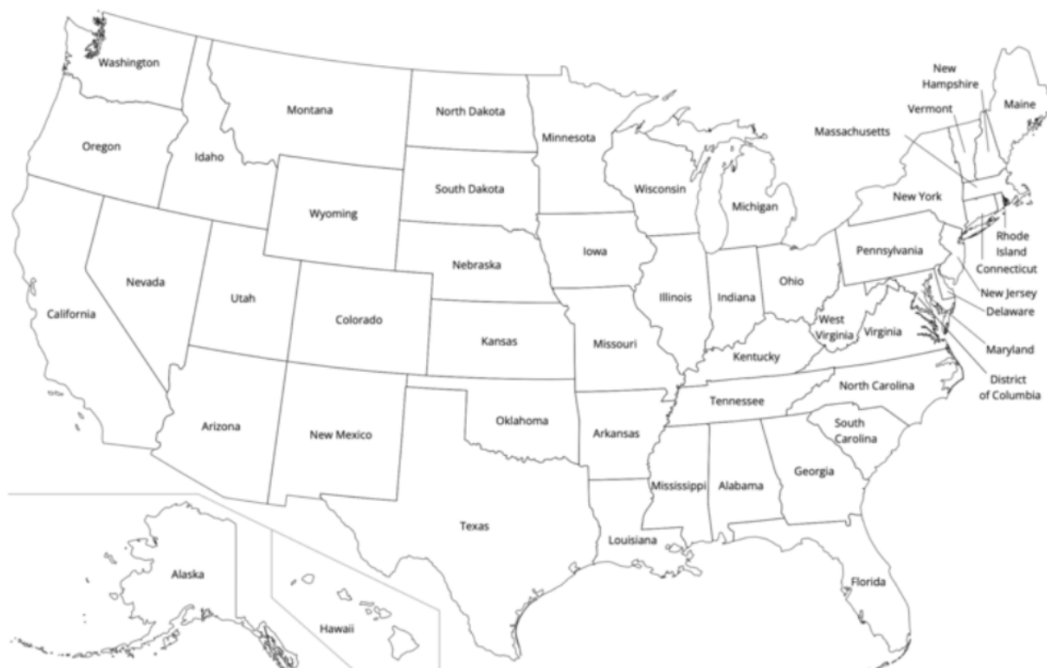 Washington
Montana
North Dakota
Minnesota
New
Hampshire
Vermont
Maine
Massachusetts
Oregon
Idaho
South Dakota
Wisconsin
Michigan
New York
Wyoming
Rhode
Island
Connecticut
Iowa
Nebraska
Pennsylvania
Nevada
Utah
Illinois
Indiana
Ohio
New Jersey
Delaware
California
Colorado
Kansas
Missouri
West
Virginia
Virginia
Kentucky
Maryland
District
of Columbia
North Carolina
Tennessee
Arizona
New Mexico
Oklahoma
Arkansas
South
Carolina
Georgia
Mississippi
Alabama
Texas
Louisiana
Alaska
Florida
Hawaii